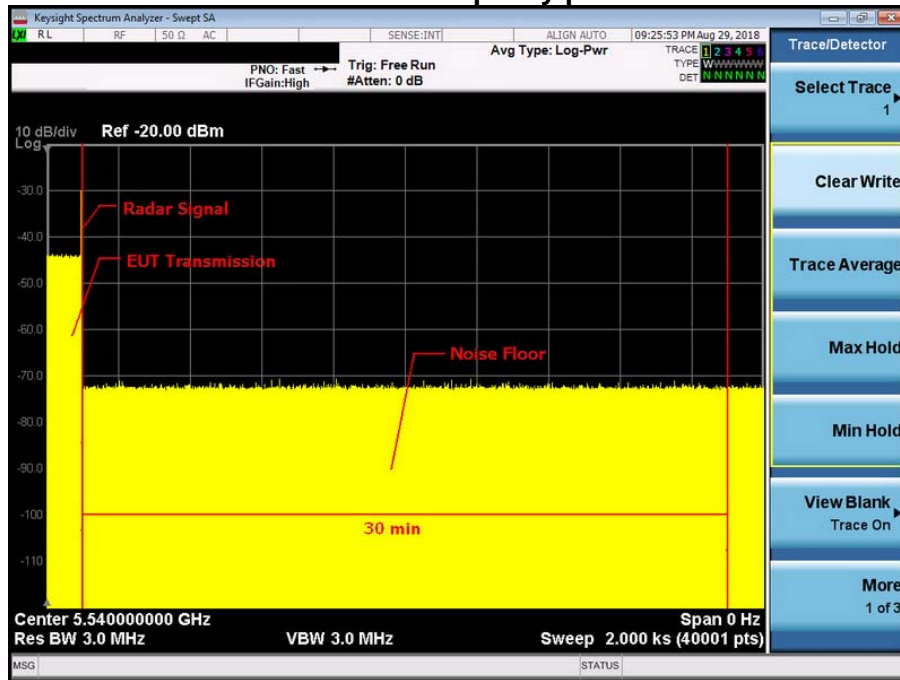 Keysight Spectrum Analyzer - Swept SA
LXI RL RF 50 Ω AC SENSE:INT ALIGN AUTO 09:25:53 PM Aug 29, 2018
Avg Type: Log-Pwr
TRACE 1 2 3 4 5 6
PNO: Fast Trig: Free Run
TYPE WWWWWW
IFGain:High #Atten: 0 dB
DET N N N N N N
10 dB/div Ref -20.00 dBm
Log
-30.0
-40.0
-50.0
-60.0
-70.0
-80.0
-90.0
-100
-110
Radar Signal
EUT Transmission
Noise Floor
30 min
Center 5.540000000 GHz Span 0 Hz
Res BW 3.0 MHz VBW 3.0 MHz Sweep 2.000 ks (40001 pts)
MSG STATUS
Trace/Detector
Select Trace
1
Clear Write
Trace Average
Max Hold
Min Hold
View Blank
Trace On
More
1 of 3